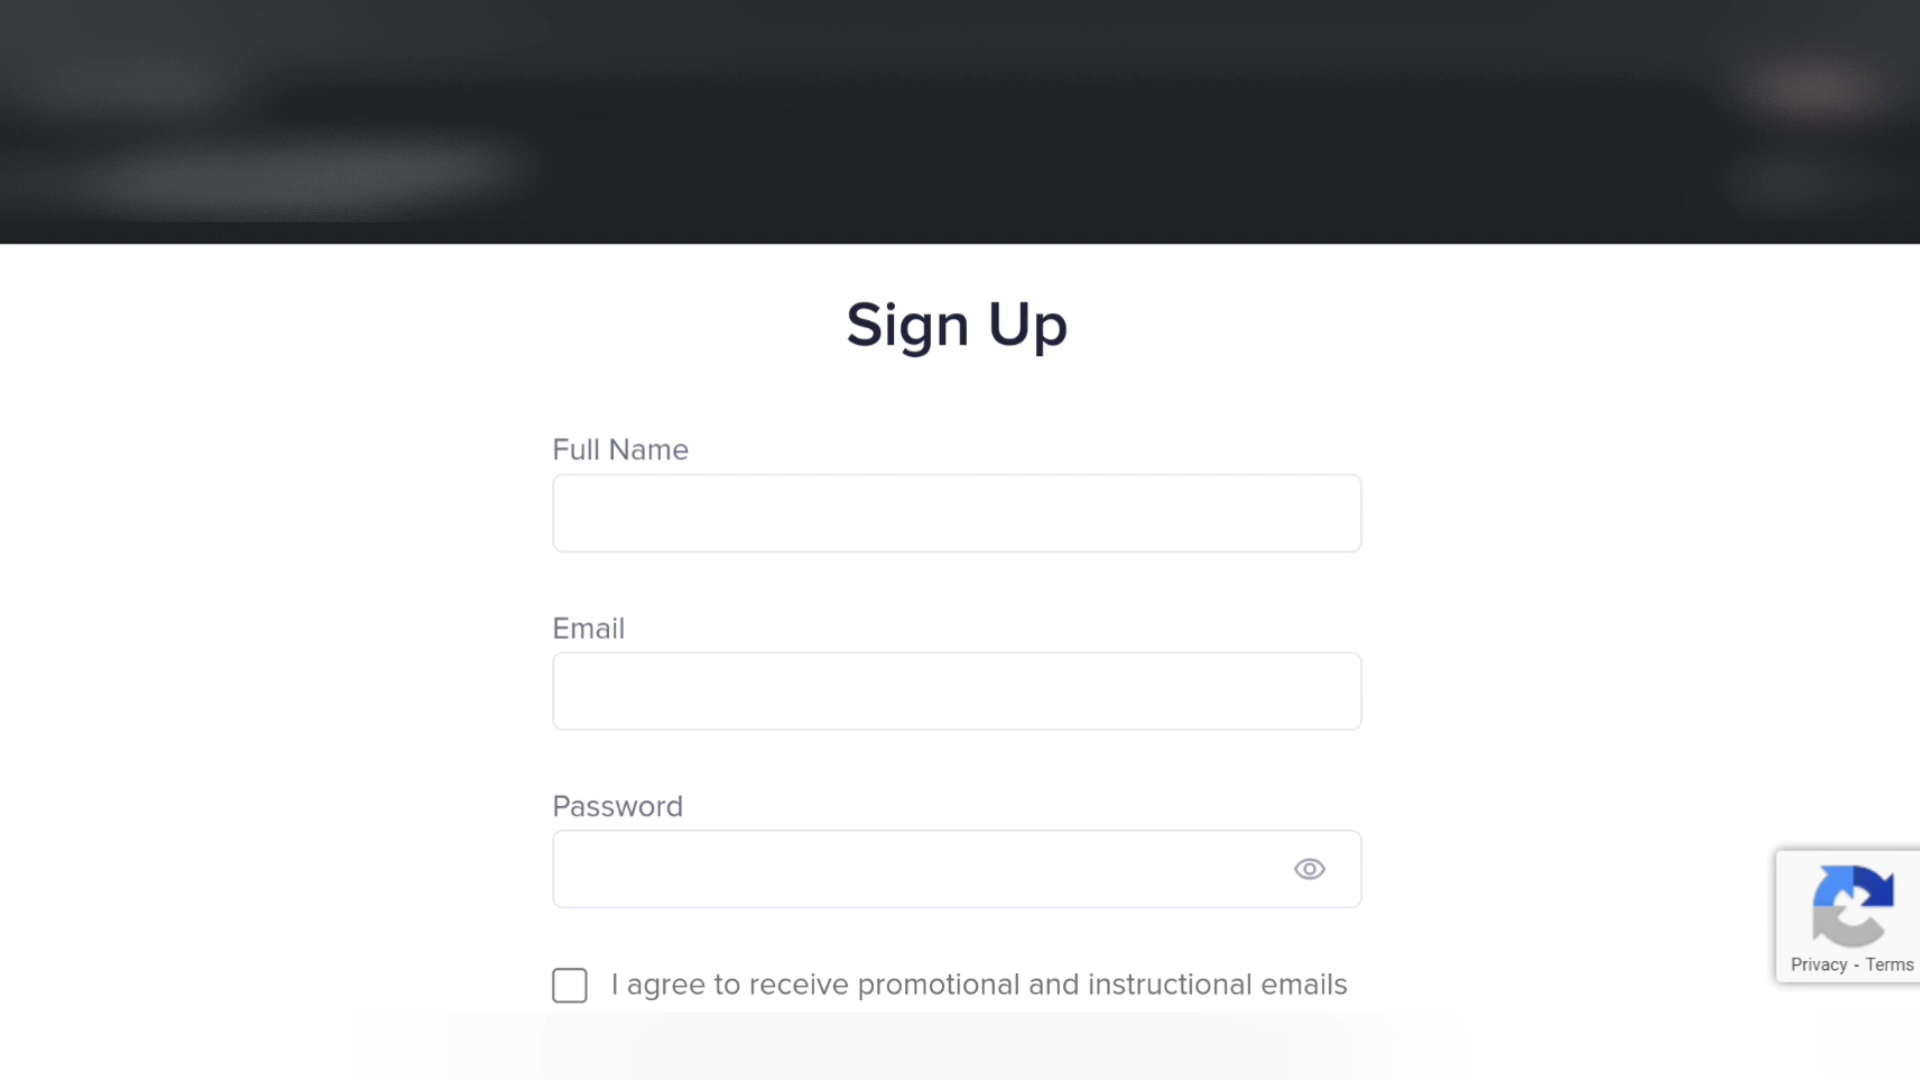 Sign Up
Full Name
Email
Password
I agree to receive promotional and instructional emails
Privacy - Terms